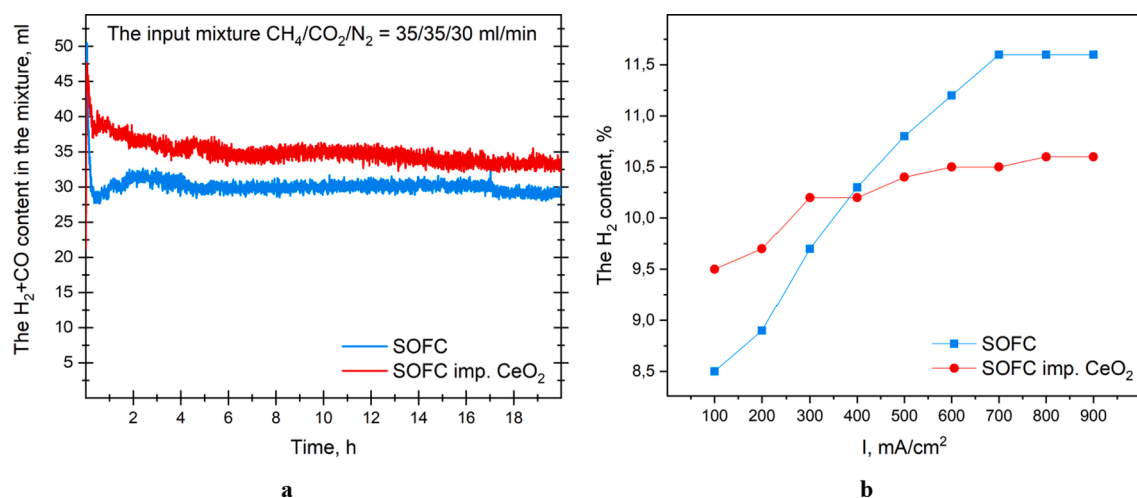 The input mixture CH₄/CO₂/N₂ = 35/35/30 ml/min
The H₂+CO content in the mixture, ml
50
45
40
35
30
25
20
15
10
5
SOFC
SOFC imp. CeO₂
2 4 6 8 10 12 14 16 18
Time, h
a
The H₂ content, %
11,5
11,0
10,5
10,0
9,5
9,0
8,5
SOFC
SOFC imp. CeO₂
100 200 300 400 500 600 700 800 900
I, mA/cm²
b